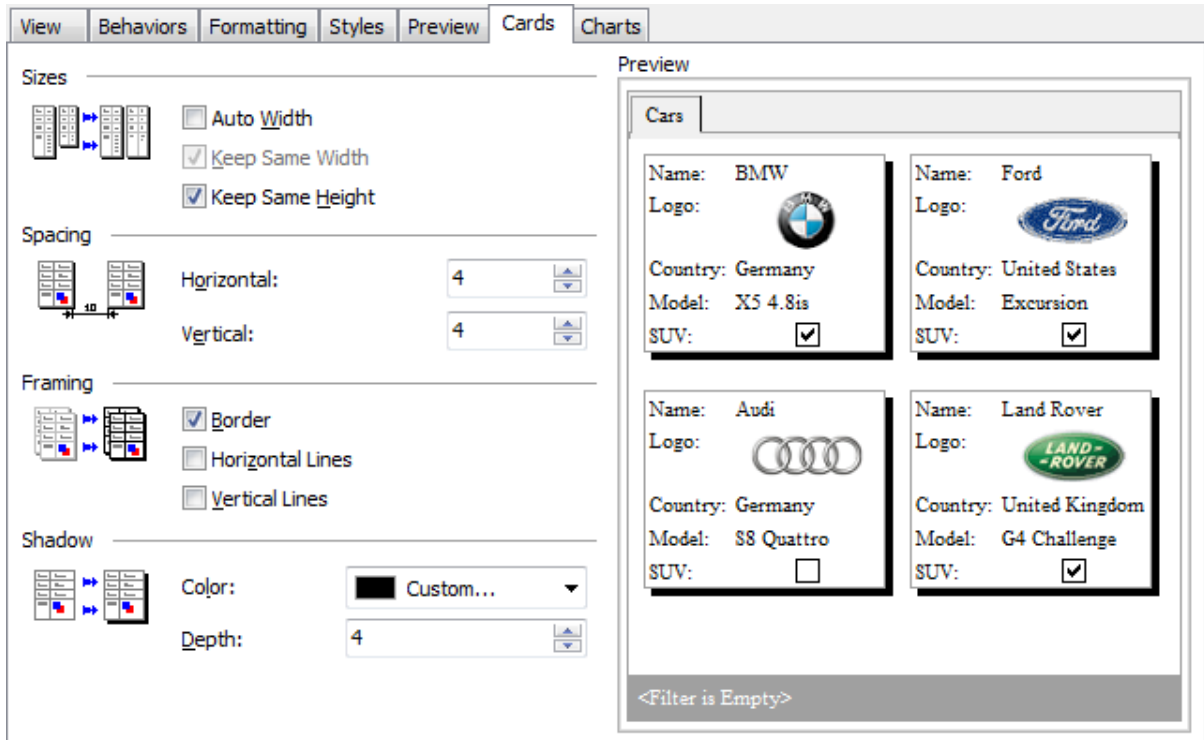 View Behaviors Formatting Styles Preview Cards Charts
Sizes
Auto Width
Keep Same Width
Keep Same Height
Spacing
10
Horizontal: 4
Vertical: 4
Framing
Border
Horizontal Lines
Vertical Lines
Shadow
Color: Custom...
Depth: 4
Preview
Cars
Name: BMW
Logo: BMW
Country: Germany
Model: X5 4.8is
SUV:
Name: Ford
Logo: Ford
Country: United States
Model: Excursion
SUV:
Name: Audi
Logo:
Country: Germany
Model: S8 Quattro
SUV:
Name: Land Rover
Logo: LAND-
-ROVER
Country: United Kingdom
Model: G4 Challenge
SUV:
<Filter is Empty>